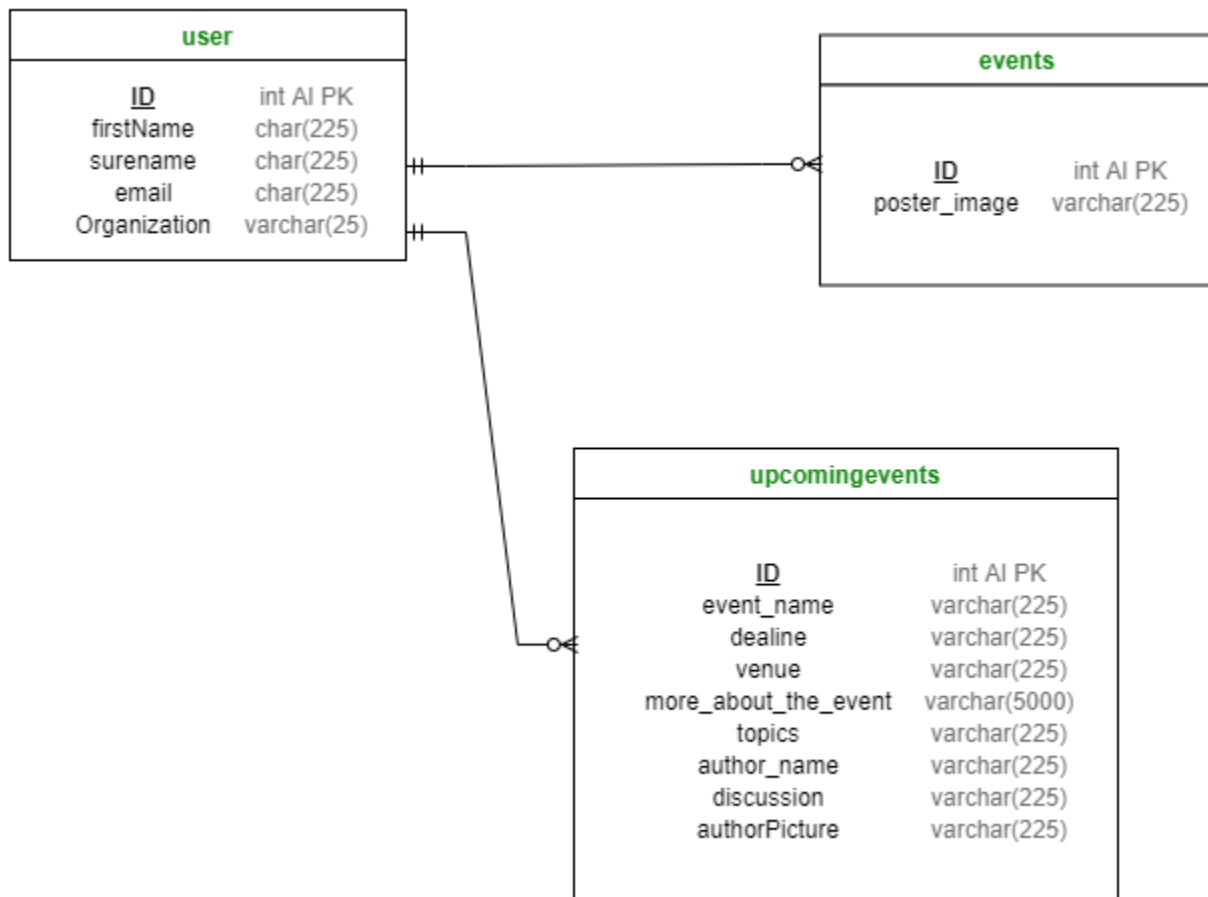 user
ID int AI PK
firstName char(225)
surename char(225)
email char(225)
Organization varchar(25)
events
ID int AI PK
poster_image varchar(225)
upcomingevents
ID int AI PK
event_name varchar(225)
dealine varchar(225)
venue varchar(225)
more_about_the_event varchar(5000)
topics varchar(225)
author_name varchar(225)
discussion varchar(225)
authorPicture varchar(225)